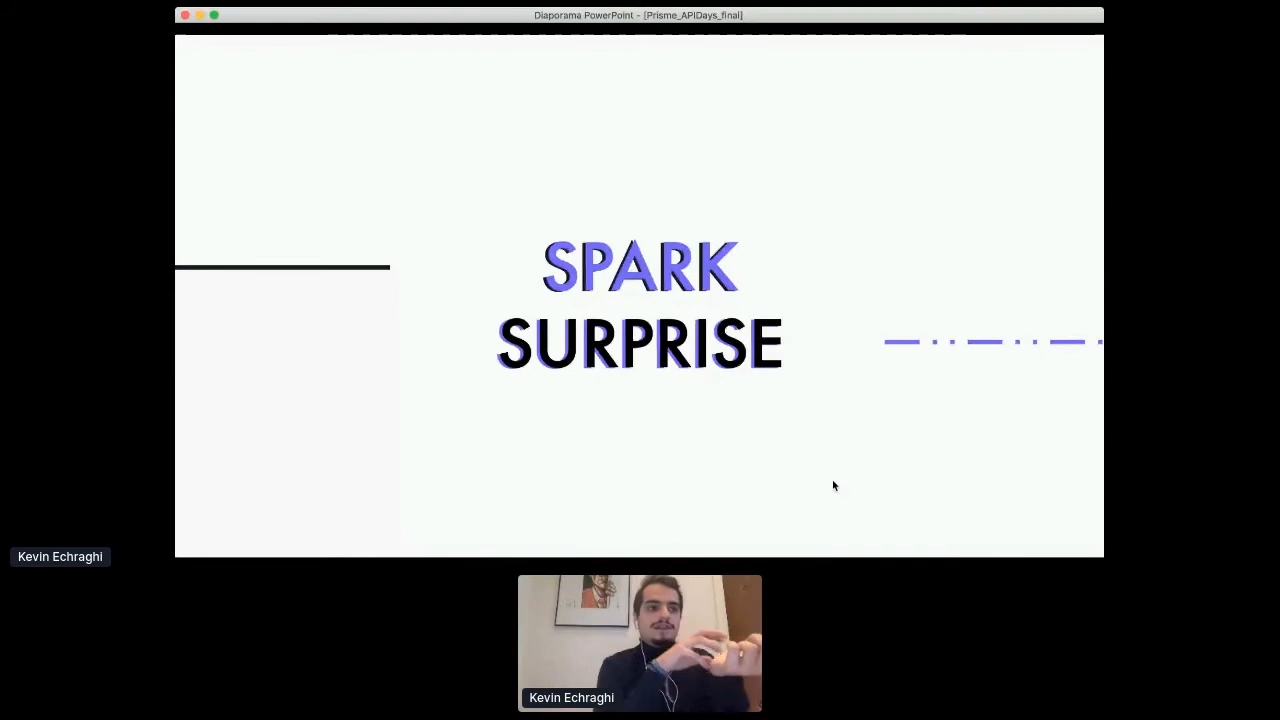 Diaporama PowerPoint - [Prisme_APIDays_final]
SPARK
SURPRISE
Kevin Echraghi
Kevin Echraghi